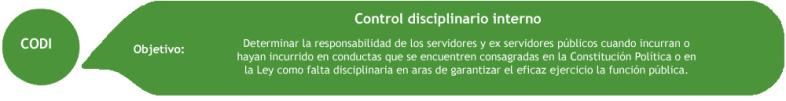 Control disciplinario interno
CODI
Objetivo:
Determinar la responsabilidad de los servidores y ex servidores públicos cuando incurran o
hayan incurrido en conductas que se encuentren consagradas en la Constitución Política o en
la Ley como falta disciplinaria en aras de garantizar el eficaz ejercicio la función pública.